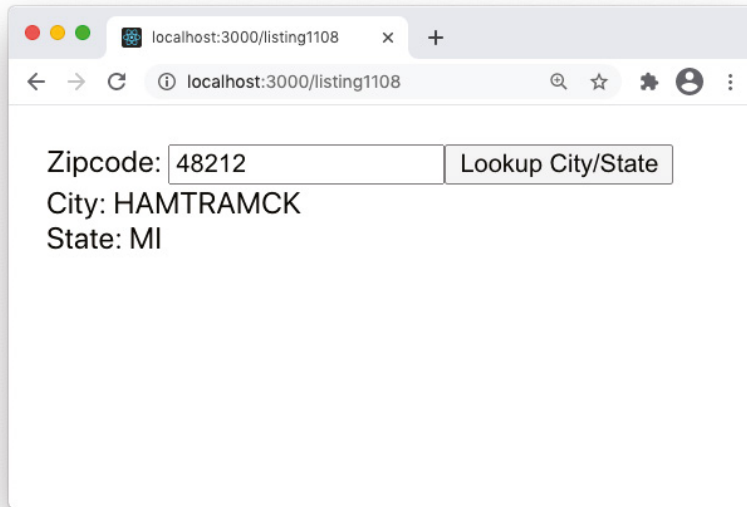 localhost:3000/listing1108
localhost:3000/listing1108
Zipcode: 48212 Lookup City/State
City: HAMTRAMCK
State: MI